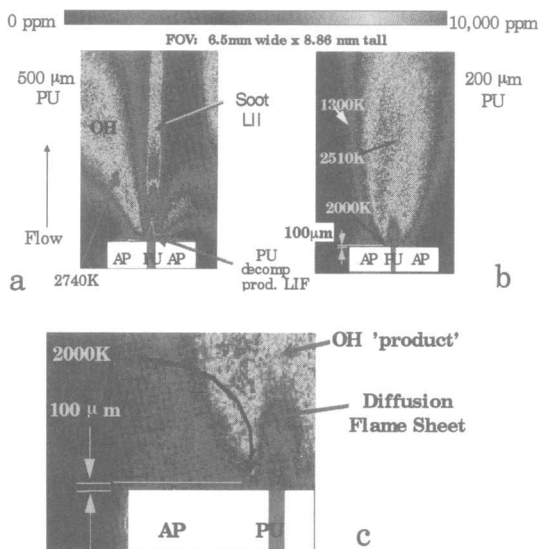 0 ppm
10,000 ppm
FOV: 6.5mm wide x 8.86 mm tall
500 μm
PU
OH
Soot
LII
Flow
AP PU AP
PU
decomp
prod. LIF
2740K
a
200 μm
PU
1300K
2510K
2000K
100μm
AP PU AP
b
2000K
100 μ m
OH 'product'
Diffusion
Flame Sheet
AP PU
c